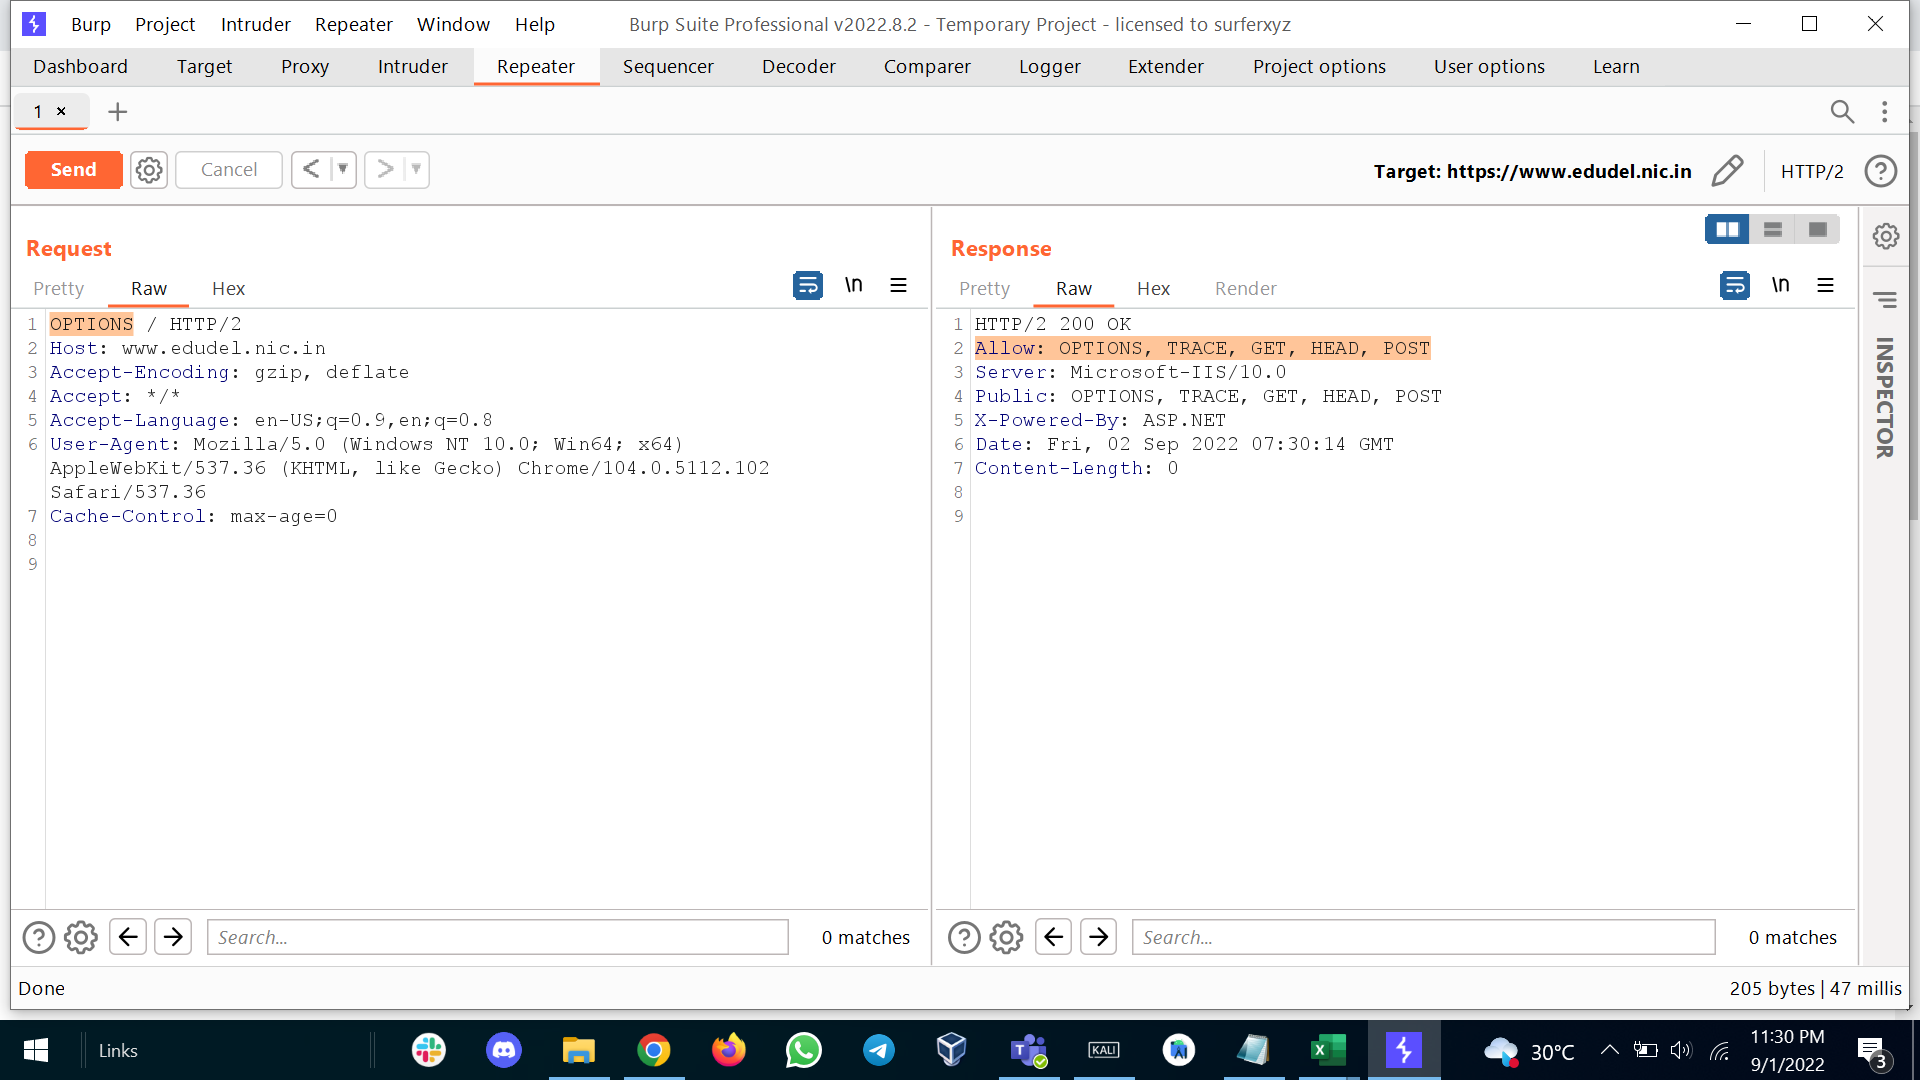 Burp Project Intruder Repeater Window Help Burp Suite Professional v2022.8.2 - Temporary Project - licensed to surferxyz
Dashboard Target Proxy Intruder Repeater Sequencer Decoder Comparer Logger Extender Project options User options Learn
1 × +
Send Cancel < > Target: https://www.edudel.nic.in HTTP/2 ?
Request
Pretty Raw Hex \n
1 OPTIONS / HTTP/2
2 Host: www.edudel.nic.in
3 Accept-Encoding: gzip, deflate
4 Accept: */*
5 Accept-Language: en-US;q=0.9,en;q=0.8
6 User-Agent: Mozilla/5.0 (Windows NT 10.0; Win64; x64)
AppleWebKit/537.36 (KHTML, like Gecko) Chrome/104.0.5112.102
Safari/537.36
7 Cache-Control: max-age=0
8
9
? Search... 0 matches
Response
Pretty Raw Hex Render \n
1 HTTP/2 200 OK
2 Allow: OPTIONS, TRACE, GET, HEAD, POST
3 Server: Microsoft-IIS/10.0
4 Public: OPTIONS, TRACE, GET, HEAD, POST
5 X-Powered-By: ASP.NET
6 Date: Fri, 02 Sep 2022 07:30:14 GMT
7 Content-Length: 0
8
9
? Search... 0 matches
INSPECTOR
Done 205 bytes | 47 millis
Links KALI 30°C 11:30 PM
9/1/2022 3